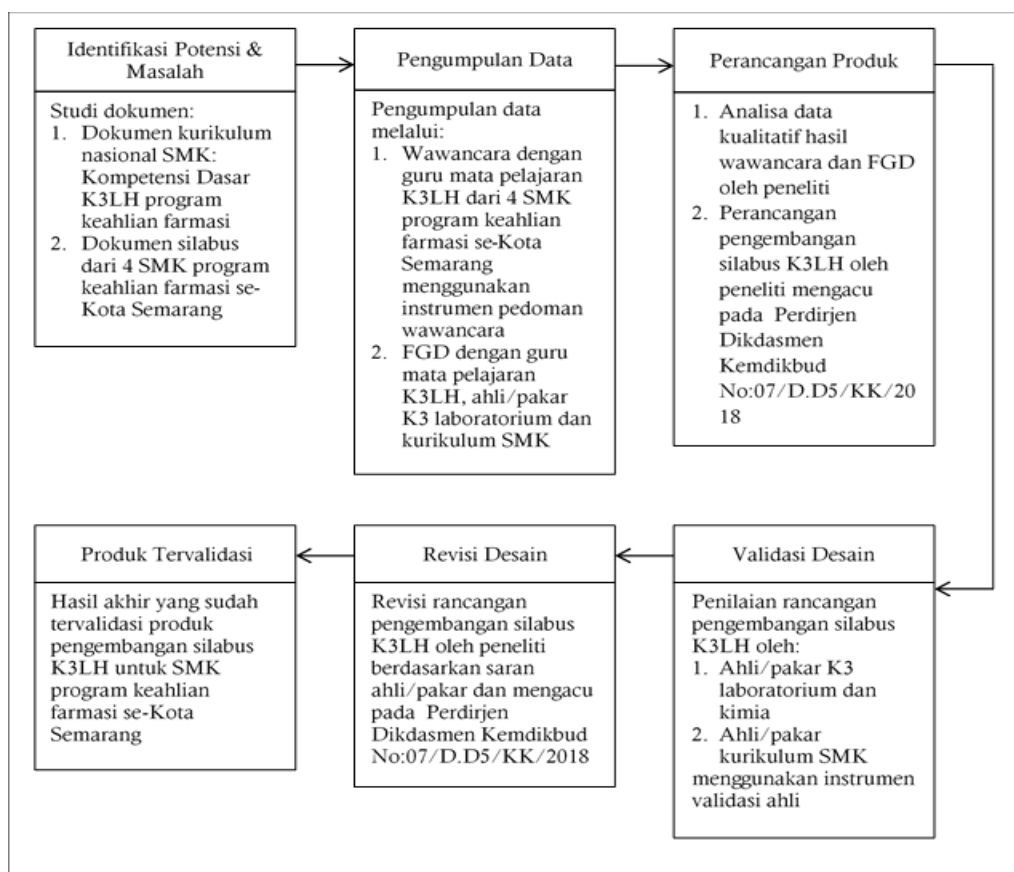 Identifikasi Potensi &
Masalah
Studi dokumen:
1. Dokumen kurikulum
nasional SMK:
Kompetensi Dasar
K3LH program
keahlian farmasi
2. Dokumen silabus
dari 4 SMK program
keahlian farmasi se-
Kota Semarang
Pengumpulan Data
Pengumpulan data
melalui:
1. Wawancara dengan
guru mata pelajaran
K3LH dari 4 SMK
program keahlian
farmasi se-Kota
Semarang
menggunakan
instrumen pedoman
wawancara
2. FGD dengan guru
mata pelajaran
K3LH, ahli/pakar
K3 laboratorium dan
kurikulum SMK
Perancangan Produk
1. Analisa data
kualitatif hasil
wawancara dan FGD
oleh peneliti
2. Perancangan
pengembangan
silabus K3LH oleh
peneliti mengacu
pada Perdirjen
Dikdasmen
Kemdikbud
No:07/D.D5/KK/20
18
Validasi Desain
Penilaian rancangan
pengembangan silabus
K3LH oleh:
1. Ahli/pakar K3
laboratorium dan
kimia
2. Ahli/pakar
kurikulum SMK
menggunakan instrumen
validasi ahli
Revisi Desain
Revisi rancangan
pengembangan silabus
K3LH oleh peneliti
berdasarkan saran
ahli/pakar dan mengacu
pada Perdirjen
Dikdasmen Kemdikbud
No:07/D.D5/KK/2018
Produk Tervalidasi
Hasil akhir yang sudah
tervalidasi produk
pengembangan silabus
K3LH untuk SMK
program keahlian
farmasi se-Kota
Semarang